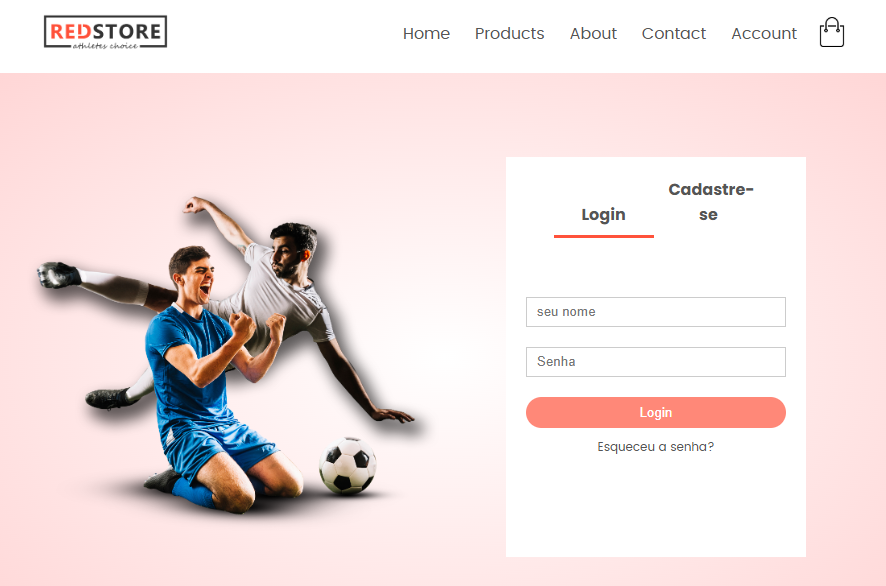 REDSTORE
athletes choice
Home Products About Contact Account
Login
Cadastre-
se
seu nome
Senha
Login
Esqueceu a senha?